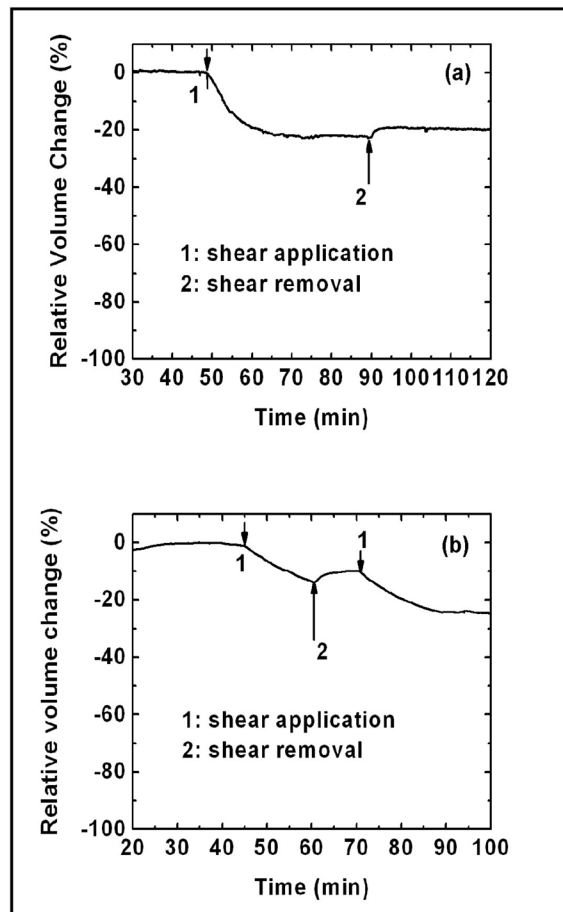 Relative Volume Change (%)
0
-20
-40
-60
-80
-100
(a)
1
2
1: shear application
2: shear removal
30 40 50 60 70 80 90 100 110 120
Time (min)
Relative volume change (%)
0
-20
-40
-60
-80
-100
(b)
1
1
2
1: shear application
2: shear removal
20 30 40 50 60 70 80 90 100
Time (min)